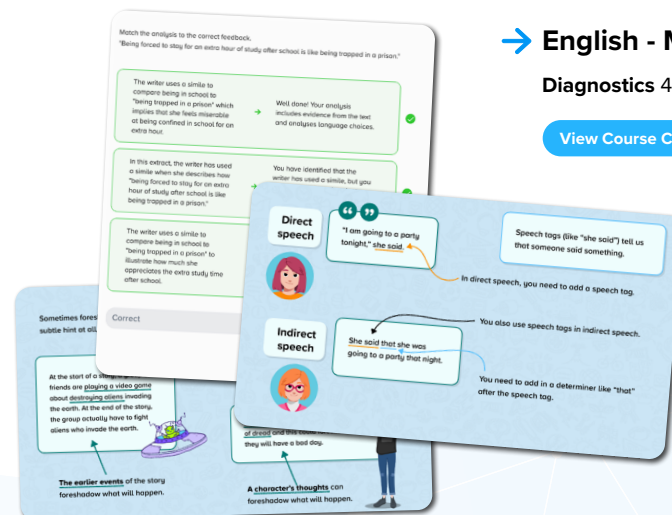 Match the analysis to the correct feedback.
"Being forced to stay for an extra hour of study after school is like being trapped in a prison."
The writer uses a simile to
compare being in school to
"being trapped in a prison" which
implies that she feels miserable
at being confined in school for an
extra hour.
Well done! Your analysis
includes evidence from the text
and analyses language choices.
In this extract, the writer has used
a simile when she describes how
"being forced to stay for an extra
hour of study after school is like
being trapped in a prison."
You have identified that the
writer has used a simile, but you
The writer uses a simile to
compare being in school to
"being trapped in a prison" to
illustrate how much she
appreciates the extra study time
after school.
Correct
English - M
Diagnostics 4
View Course C
Direct
speech
"I am going to a party
tonight," she said.
Speech tags (like "she said") tell us
that someone said something.
In direct speech, you need to add a speech tag.
Indirect
speech
She said that she was
going to a party that night.
You also use speech tags in indirect speech.
You need to add in a determiner like "that"
after the speech tag.
Sometimes fores
subtle hint at all
At the start of a
friends are playing a video game
about destroying aliens invading
the earth. At the end of the story,
the group actually have to fight
aliens who invade the earth.
The earlier events of the story
foreshadow what will happen.
of dread and this could
they will have a bad day.
A character's thoughts can
foreshadow what will happen.